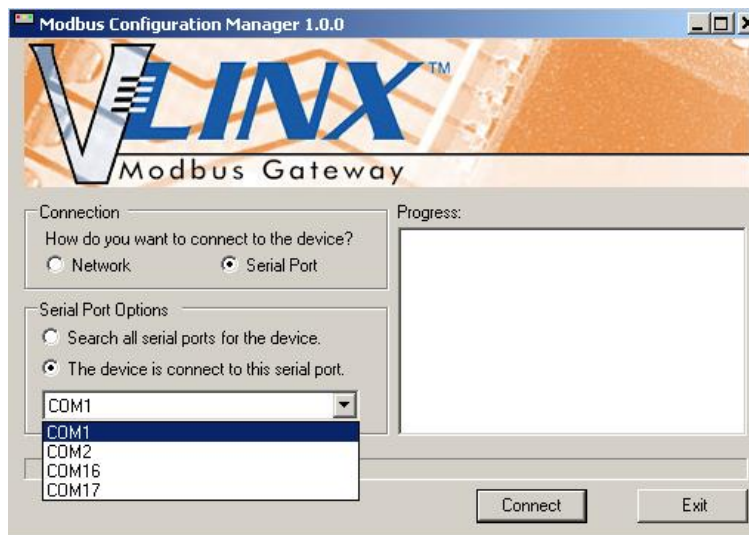 Modbus Configuration Manager 1.0.0
VLINX™
Modbus Gateway
Connection
How do you want to connect to the device?
Network
Serial Port
Serial Port Options
Search all serial ports for the device.
The device is connect to this serial port.
COM1
COM1
COM2
COM16
COM17
Progress:
Connect
Exit